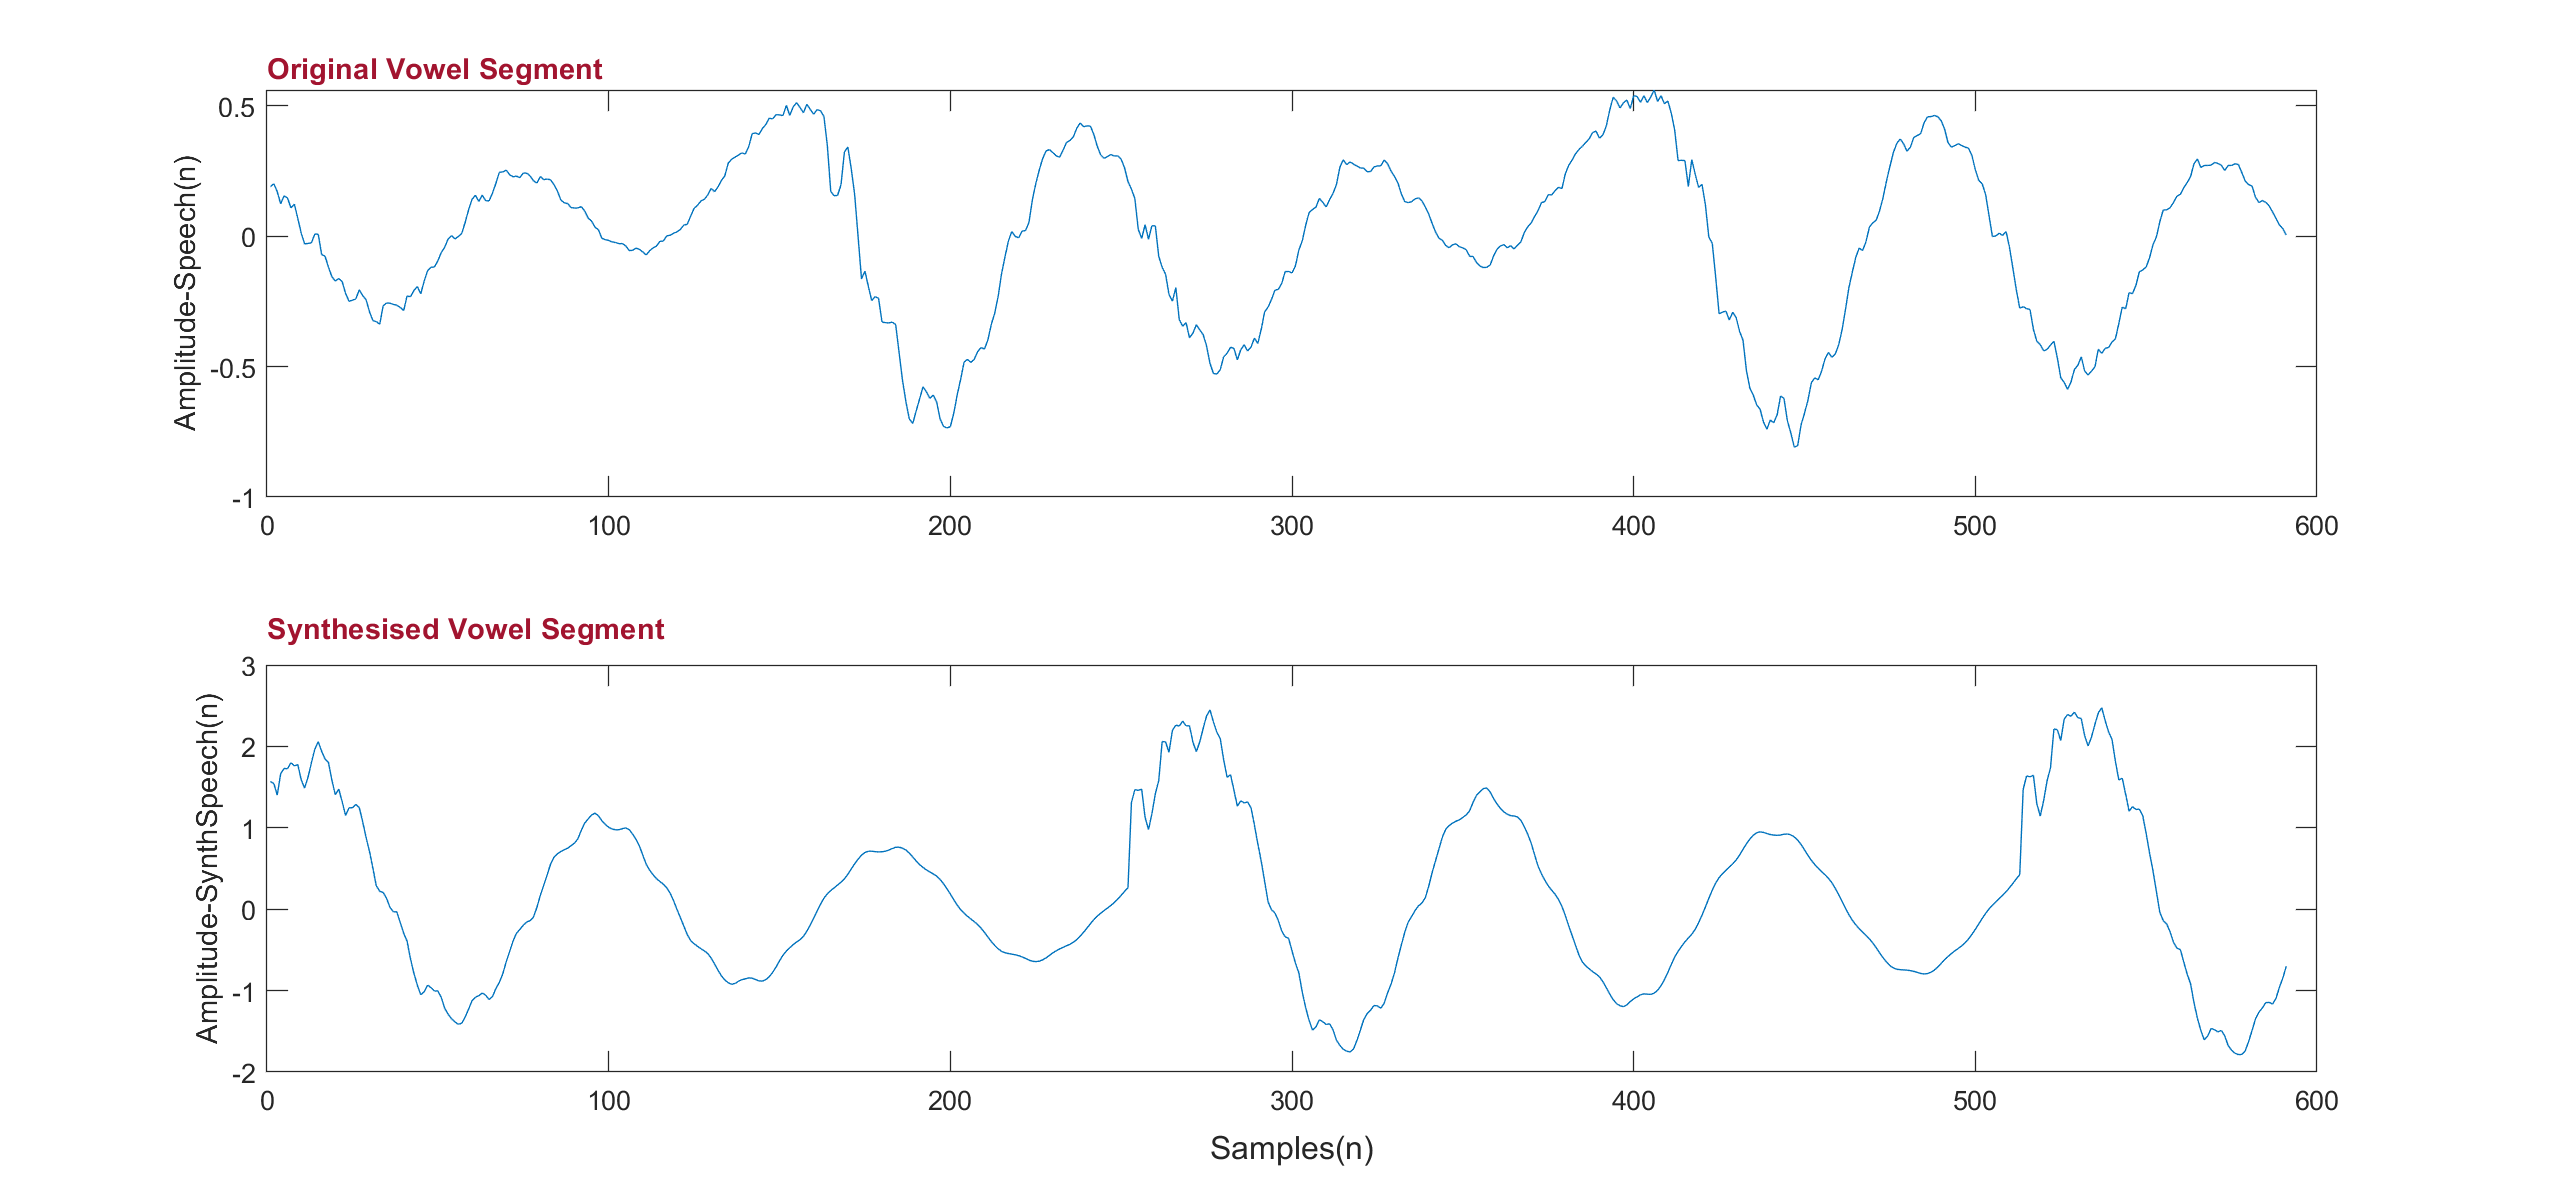 Original Vowel Segment
Amplitude-Speech(n)
0.5
0
-0.5
-1
0 100 200 300 400 500 600
Synthesised Vowel Segment
Amplitude-SynthSpeech(n)
3
2
1
0
-1
-2
0 100 200 300 400 500 600
Samples(n)